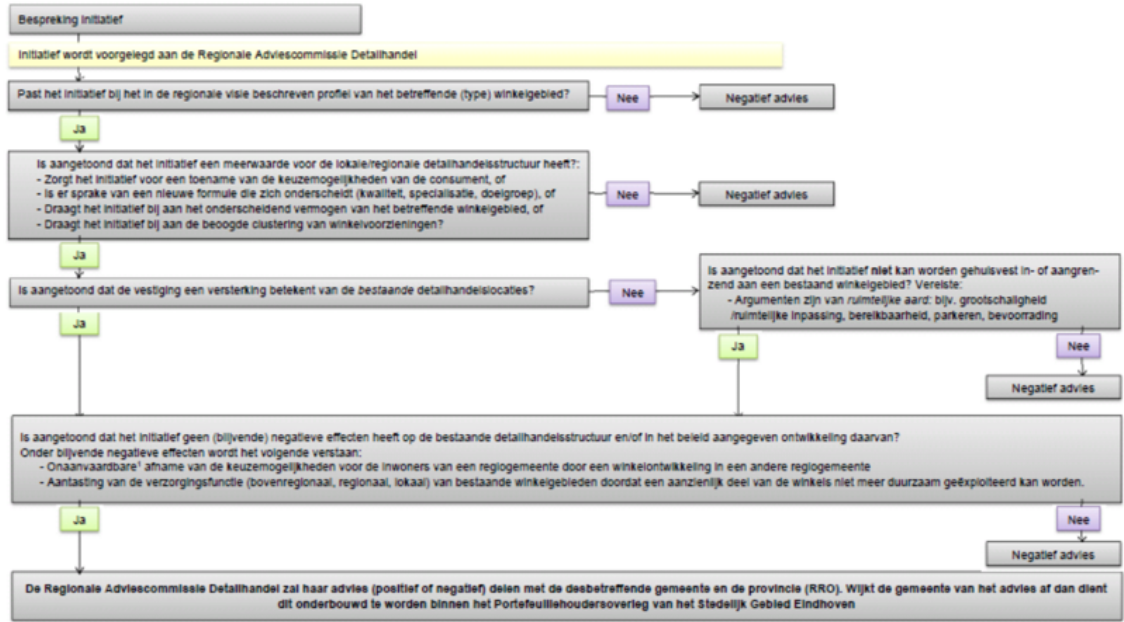 Bespreking initiatief
Initiatief wordt voorgelegd aan de Regionale Adviescommissie Detailhandel
Past het initiatief bij het in de regionale visie beschreven profiel van het betreffende (type) winkelgebied?
Nee
Negatief advies
Ja
Is aangetoond dat het initiatief een meerwaarde voor de lokale/regionale detailhandelsstructuur heeft?:
- Zorgt het initiatief voor een toename van de keuzemogelijkheden van de consument, of
- Is er sprake van een nieuwe formule die zich onderscheidt (kwaliteit, specialisatie, doelgroep), of
- Draagt het initiatief bij aan het onderscheidend vermogen van het betreffende winkelgebied, of
- Draagt het initiatief bij aan de beoogde clustering van winkelvoorzieningen?
Nee
Negatief advies
Ja
Is aangetoond dat de vestiging een versterking betekent van de bestaande detailhandelslocaties?
Nee
Is aangetoond dat het initiatief niet kan worden gehuisvest in- of aangren-
zend aan een bestaand winkelgebied? Vereiste:
- Argumenten zijn van ruimtelijke aard: bijv. grootschaligheid
/ruimtelijke inpassing, bereikbaarheid, parkeren, bevoorrading
Ja
Ja
Nee
Negatief advies
Is aangetoond dat het initiatief geen (blijvende) negatieve effecten heeft op de bestaande detailhandelsstructuur en/of in het beleid aangegeven ontwikkeling daarvan?
Onder blijvende negatieve effecten wordt het volgende verstaan:
- Onaanvaardbare¹ afname van de keuzemogelijkheden voor de inwoners van een regiogemeente door een winkelontwikkeling in een andere regiogemeente
- Aantasting van de verzorgingsfunctie (bovenregionaal, regionaal, lokaal) van bestaande winkelgebieden doordat een aanzienlijk deel van de winkels niet meer duurzaam geëxploiteerd kan worden.
Ja
Nee
Negatief advies
De Regionale Adviescommissie Detailhandel zal haar advies (positief of negatief) delen met de desbetreffende gemeente en de provincie (RRO). Wijkt de gemeente van het advies af dan dient
dit onderbouwd te worden binnen het Portefeuillehoudersoverleg van het Stedelijk Gebied Eindhoven